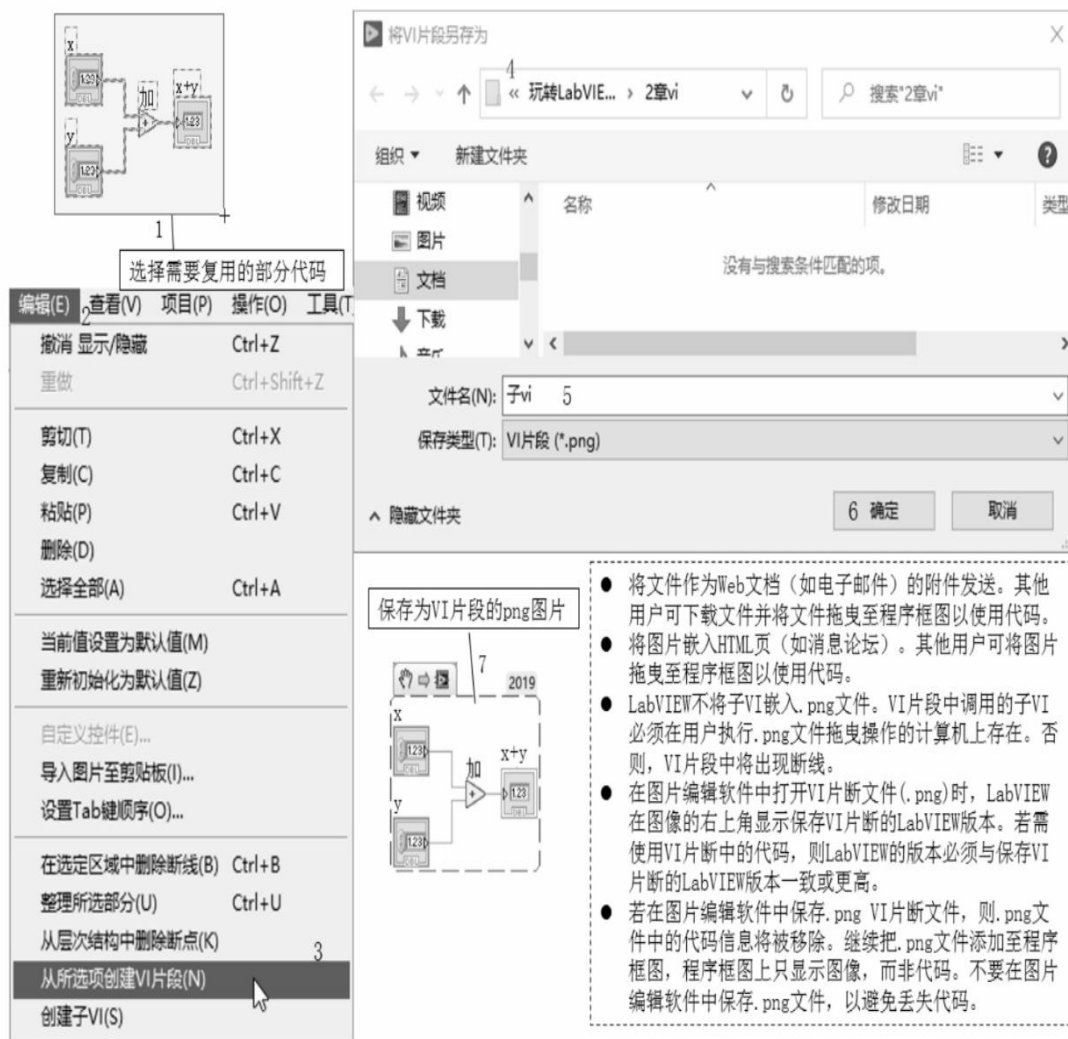 x
123
DBL
加
x+y
123
DBL
y
123
DBL
1
选择需要复用的部分代码
编辑(E)
2
查看(V)
项目(P)
操作(O)
工具(T
撤消 显示/隐藏 Ctrl+Z
重做 Ctrl+Shift+Z
剪切(T) Ctrl+X
复制(C) Ctrl+C
粘贴(P) Ctrl+V
删除(D)
选择全部(A) Ctrl+A
当前值设置为默认值(M)
重新初始化为默认值(Z)
自定义控件(E)...
导入图片至剪贴板(I)...
设置Tab键顺序(O)...
在选定区域中删除断线(B) Ctrl+B
整理所选部分(U) Ctrl+U
从层次结构中删除断点(K)
3
从所选项创建VI片段(N)
创建子VI(S)
将VI片段另存为
4
« 玩转LabVIE... › 2章vi
搜索"2章vi"
组织
新建文件夹
视频
图片
文档
下载
音乐
名称
修改日期
类型
没有与搜索条件匹配的项。
文件名(N): 子vi 5
保存类型(T): VI片段 (*.png)
隐藏文件夹
6 确定
取消
保存为VI片段的png图片
7
2019
x
123
加
x+y
123
y
123
● 将文件作为Web文档（如电子邮件）的附件发送。其他
用户可下载文件并将文件拖曳至程序框图以使用代码。
● 将图片嵌入HTML页（如消息论坛）。其他用户可将图片
拖曳至程序框图以使用代码。
● LabVIEW不将子VI嵌入.png文件。VI片段中调用的子VI
必须在用户执行.png文件拖曳操作的计算机上存在。否
则，VI片段中将出现断线。
● 在图片编辑软件中打开VI片断文件(.png)时，LabVIEW
在图像的右上角显示保存VI片断的LabVIEW版本。若需
使用VI片断中的代码，则LabVIEW的版本必须与保存VI
片断的LabVIEW版本一致或更高。
● 若在图片编辑软件中保存.png VI片断文件，则.png文
件中的代码信息将被移除。继续把.png文件添加至程序
框图，程序框图上只显示图像，而非代码。不要在图片
编辑软件中保存.png文件，以避免丢失代码。